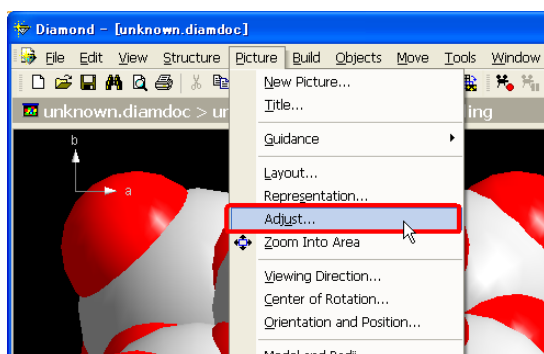 Diamond - [unknown.diamdoc]
File Edit View Structure Picture Build Objects Move Tools Window
unknown.diamdoc > ing
b
a
New Picture...
Title...
Guidance
Layout...
Representation...
Adjust...
Zoom Into Area
Viewing Direction...
Center of Rotation...
Orientation and Position...